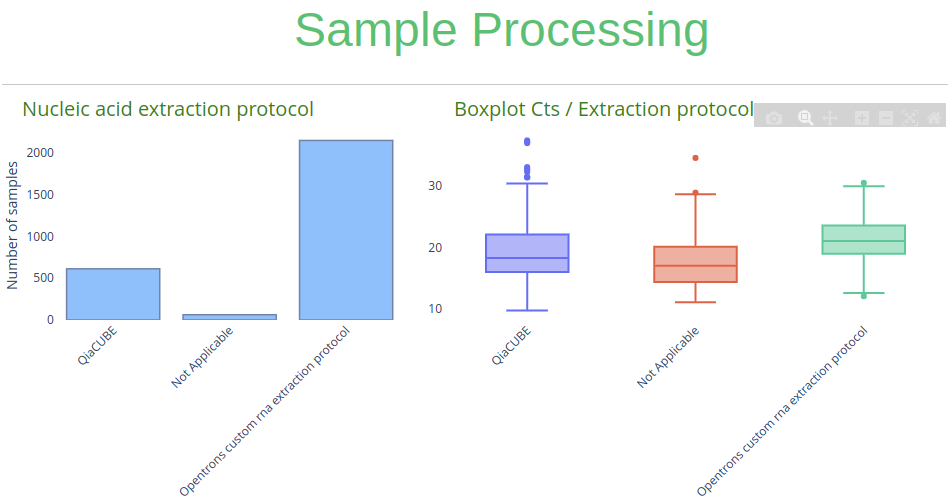 Sample Processing
Nucleic acid extraction protocol
Boxplot Cts / Extraction protocol
Number of samples
2000
1500
1000
500
0
QiaCUBE
Not Applicable
Opentrons custom rna extraction protocol
30
20
10
QiaCUBE
Not Applicable
Opentrons custom rna extraction protocol